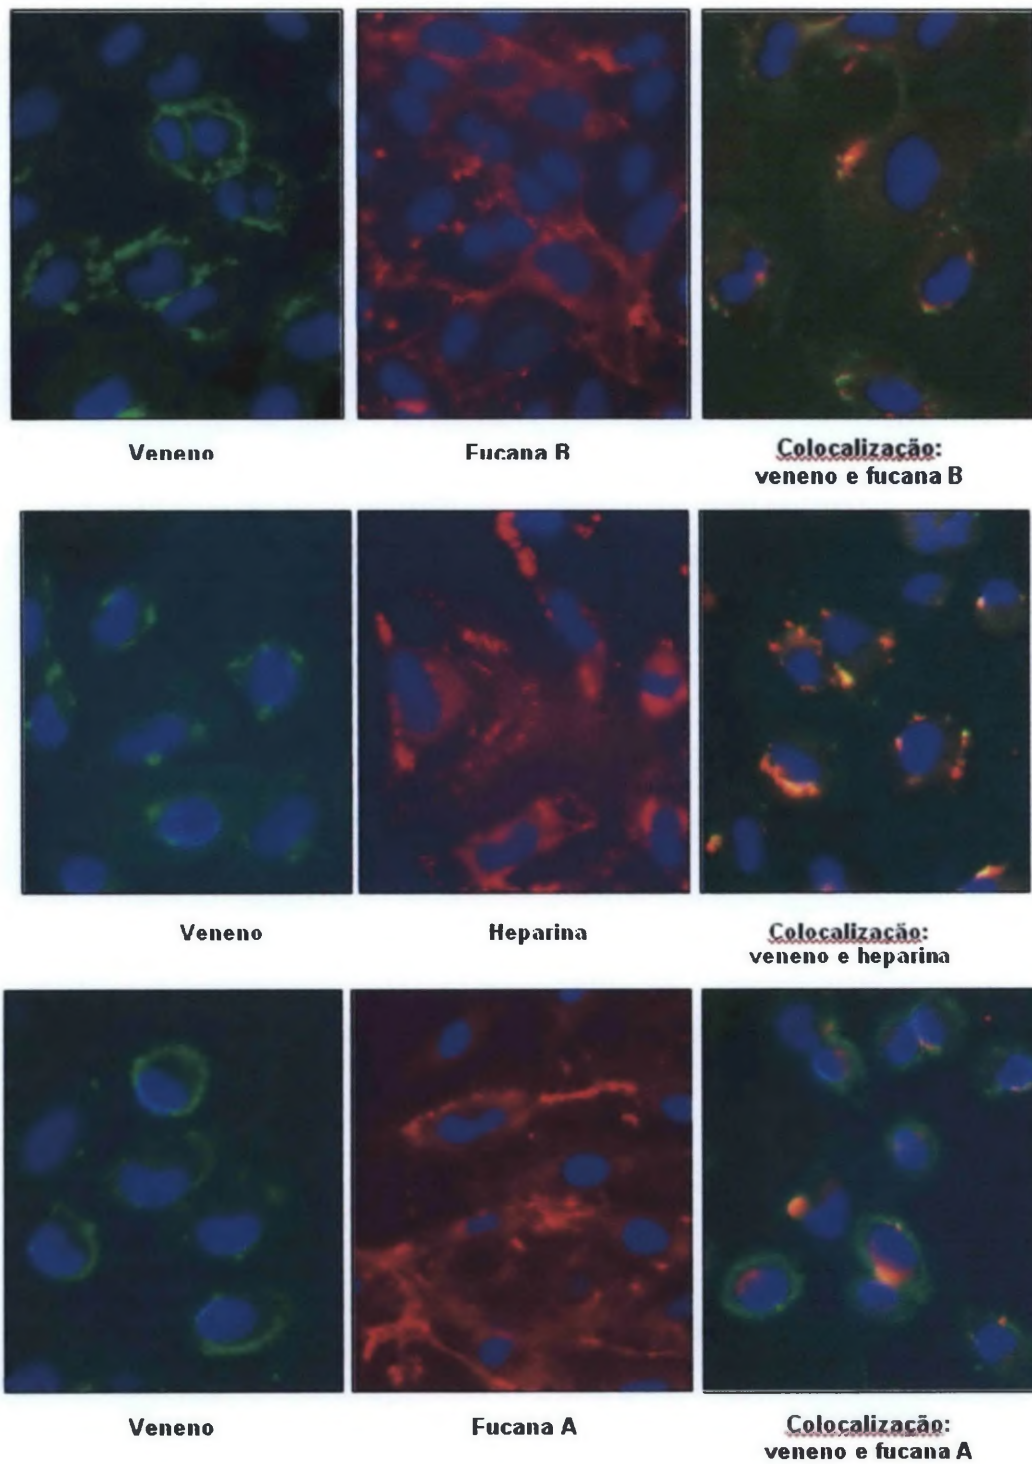 Veneno
Fucana B
Colocalização:
veneno e fucana B
Veneno
Heparina
Colocalização:
veneno e heparina
Veneno
Fucana A
Colocalização:
veneno e fucana A